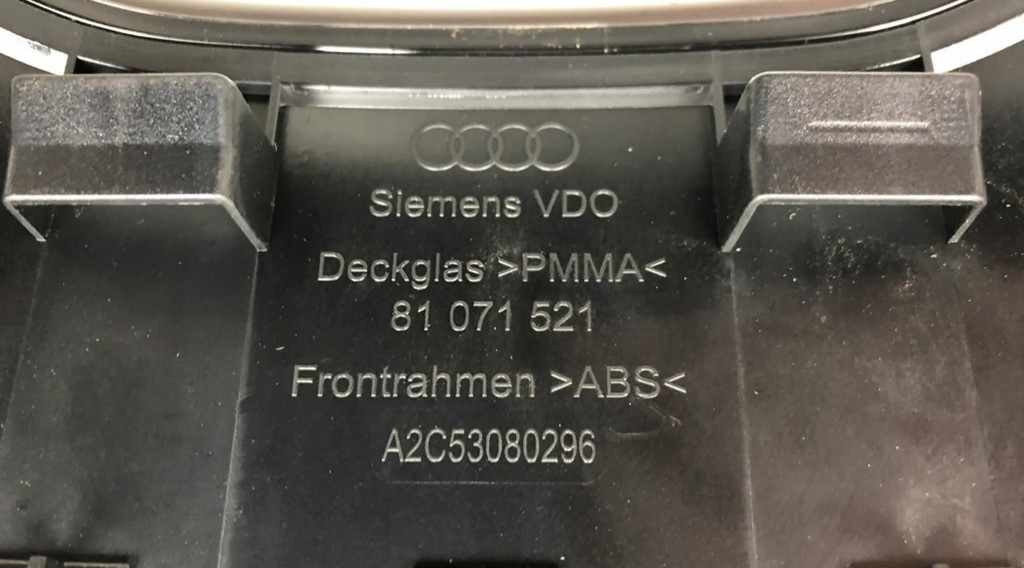 Siemens VDO
Deckglas >PMMA<
81 071 521
Frontrahmen >ABS<
A2C53080296